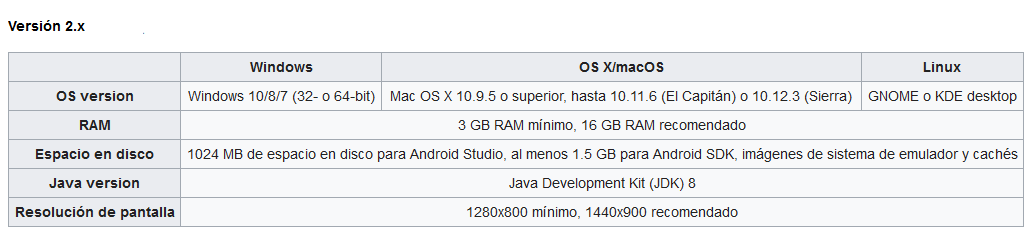 Versión 2.x
Windows OS X/macOS Linux
OS version Windows 10/8/7 (32- o 64-bit) Mac OS X 10.9.5 o superior, hasta 10.11.6 (El Capitán) o 10.12.3 (Sierra) GNOME o KDE desktop
RAM 3 GB RAM mínimo, 16 GB RAM recomendado
Espacio en disco 1024 MB de espacio en disco para Android Studio, al menos 1.5 GB para Android SDK, imágenes de sistema de emulador y cachés
Java version Java Development Kit (JDK) 8
Resolución de pantalla 1280x800 mínimo, 1440x900 recomendado